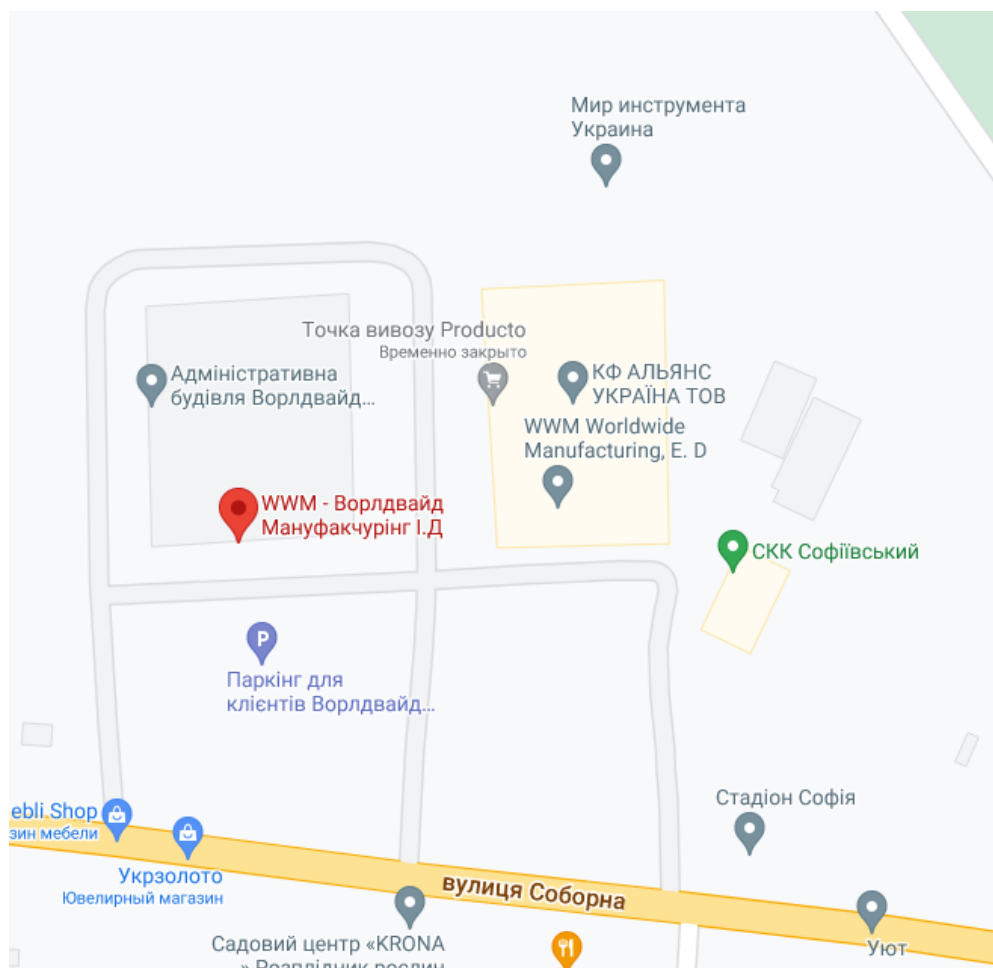 Мир инструмента
Украина
Точка вивозу Producto
Временно закрыто
Адміністративна
будівля Ворлдвайд...
КФ АЛЬЯНС
УКРАЇНА ТОВ
WWM Worldwide
Manufacturing, E. D
WWM - Ворлдвайд
Мануфакчурінг І.Д
СКК Софіївський
P
Паркінг для
клієнтів Ворлдвайд...
Стадіон Софія
ebli Shop
зин мебели
Укрзолото
Ювелирный магазин
вулиця Соборна
Уют
Садовий центр «KRONA
» Розплідник рослин